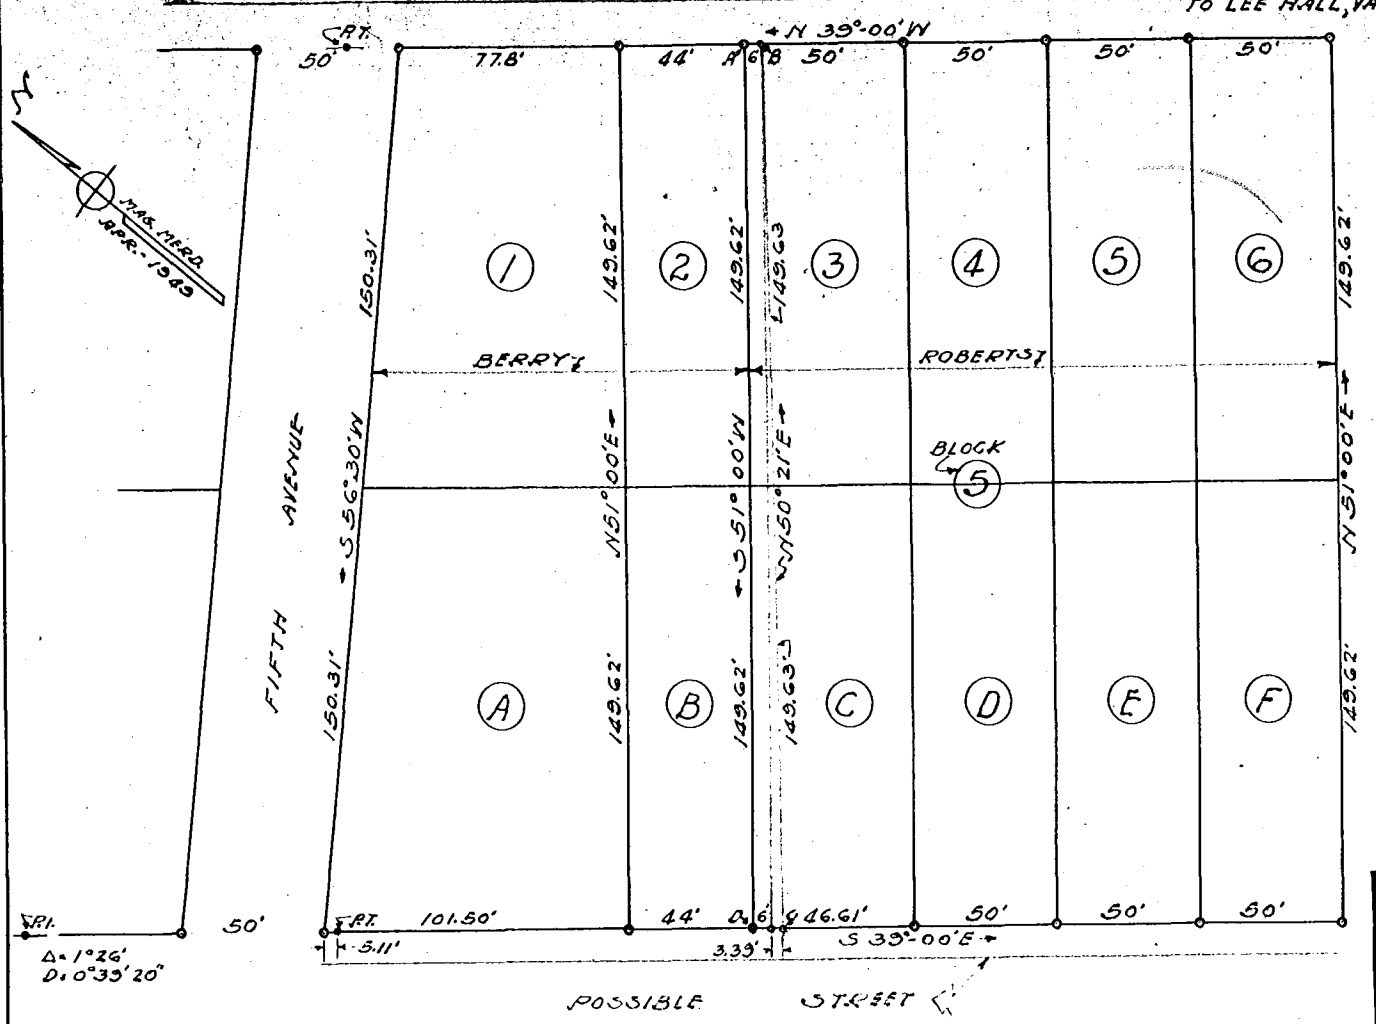 TO LEE HALL, VA
P.T.
N 39°-00' W
50' 77.8' 44' A 6' B 50' 50' 50' 50'
MAG. MERD.
APR. - 1949
150.31' 149.62' 149.62' 149.63 149.62'
1 2 3 4 5 6
BERRY ROBERTS
S 56°30' W N 51°00' E S 51°00' W N 50°21' E N 51°00' E
BLOCK
5
FIFTH AVENUE
150.31' 149.62' 149.62' 149.63' 149.62'
A B C D E F
P.I. 50' P.T. 101.50' 44' D 6' C 46.61' 50' 50' 50'
5.11' 3.39' S 39°-00' E
Δ= 1°26'
D= 0°39'20"
POSSIBLE STREET